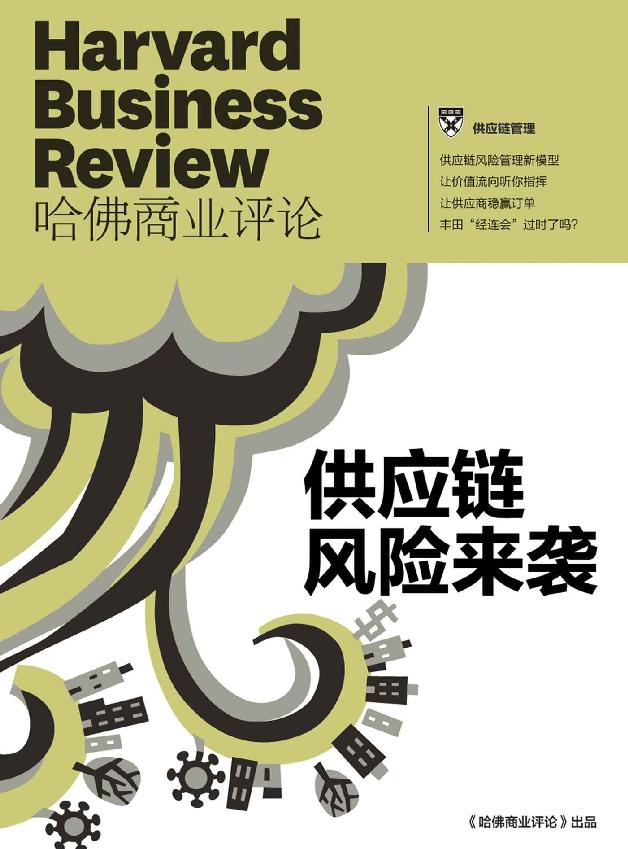 Harvard
Business
Review
哈佛商业评论
供应链管理
供应链风险管理新模型
让价值流向听你指挥
让供应商稳赢订单
丰田“经连会”过时了吗?
供应链
风险来袭
《哈佛商业评论》出品